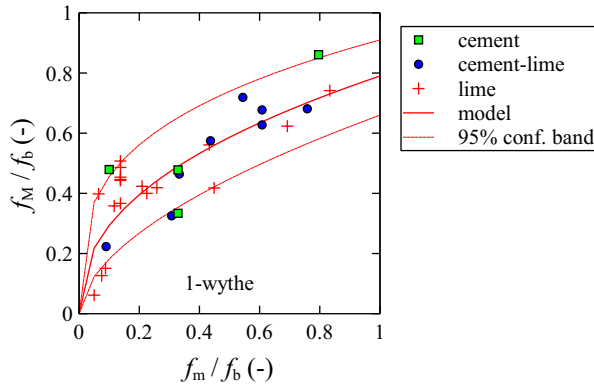 1
0.8
0.6
0.4
0.2
0
0
0.2
0.4
0.6
0.8
1
f_M / f_b (-)
f_m / f_b (-)
1-wythe
cement
cement-lime
lime
model
95% conf. band